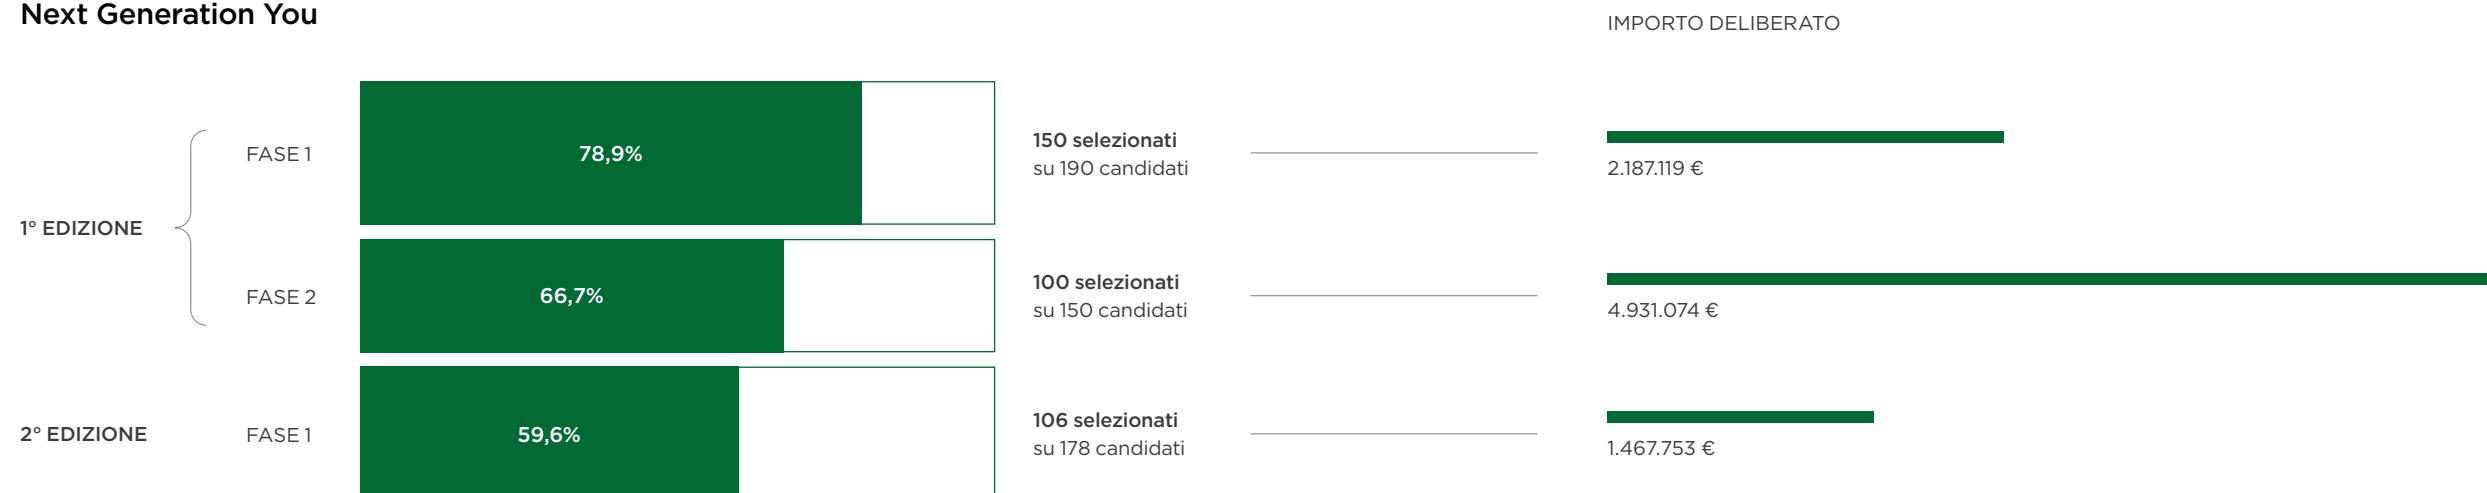 Next Generation You
IMPORTO DELIBERATO
1° EDIZIONE
FASE 1
78,9%
150 selezionati
su 190 candidati
2.187.119 €
FASE 2
66,7%
100 selezionati
su 150 candidati
4.931.074 €
2° EDIZIONE
FASE 1
59,6%
106 selezionati
su 178 candidati
1.467.753 €